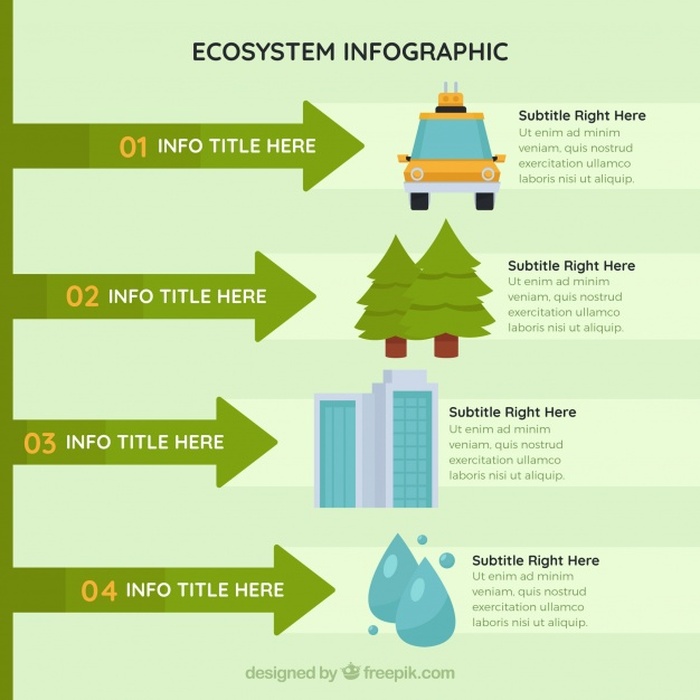 ECOSYSTEM INFOGRAPHIC
01 INFO TITLE HERE
Subtitle Right Here
Ut enim ad minim
veniam, quis nostrud
exercitation ullamco
laboris nisi ut aliquip.
02 INFO TITLE HERE
Subtitle Right Here
Ut enim ad minim
veniam, quis nostrud
exercitation ullamco
laboris nisi ut aliquip.
03 INFO TITLE HERE
Subtitle Right Here
Ut enim ad minim
veniam, quis nostrud
exercitation ullamco
laboris nisi ut aliquip.
04 INFO TITLE HERE
Subtitle Right Here
Ut enim ad minim
veniam, quis nostrud
exercitation ullamco
laboris nisi ut aliquip.
designed by freepik.com